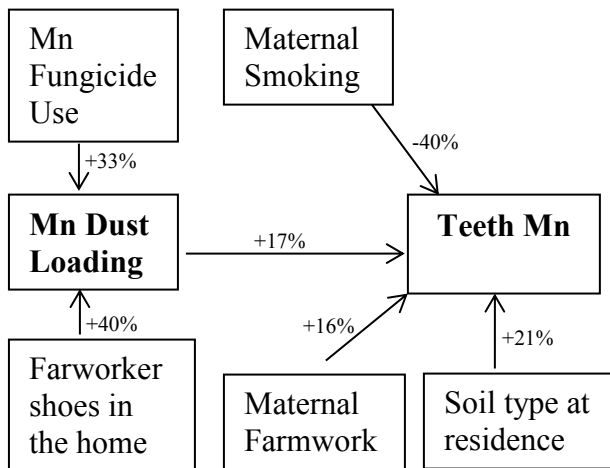 Mn
Fungicide
Use
Maternal
Smoking
+33%
-40%
Mn Dust
Loading
+17%
Teeth Mn
+40%
+16%
+21%
Farworker
shoes in
the home
Maternal
Farmwork
Soil type at
residence